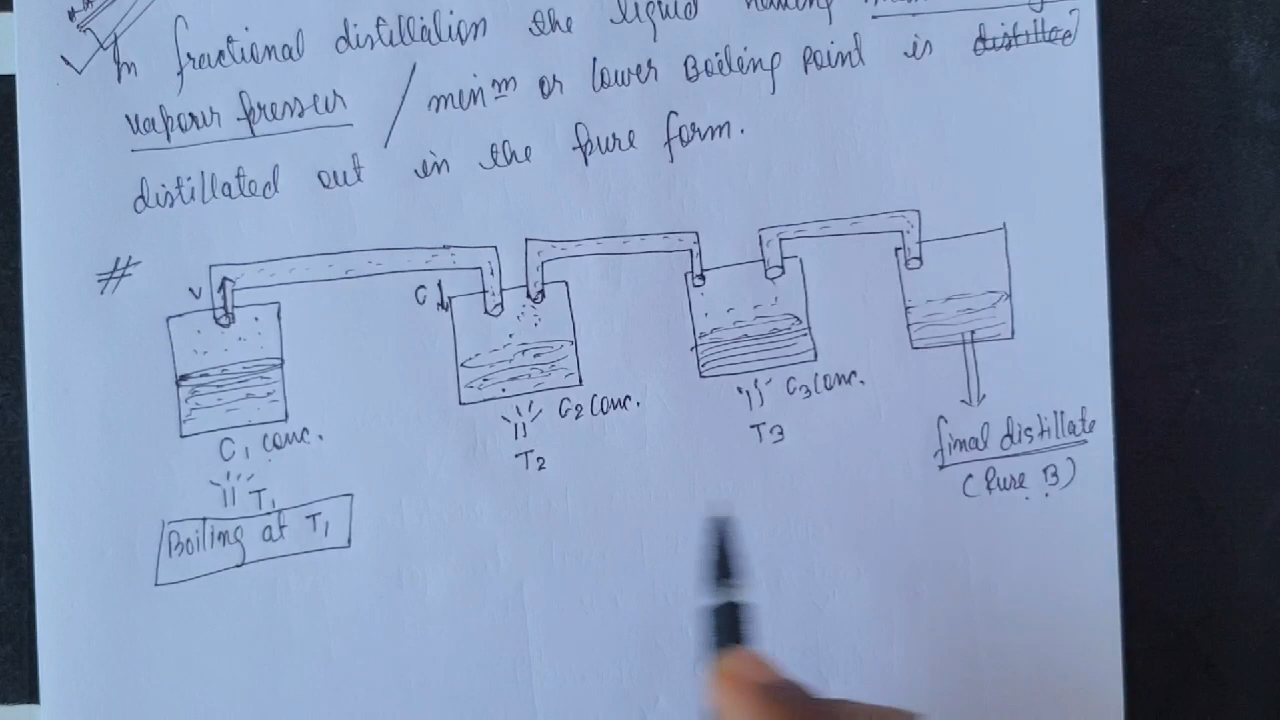 In fractional distillation the liquid having
vapour pressur / minm or lower Boiling point is distilled
distillated out in the pure form.
#
V
C
C1 conc.
C2 Conc.
C3 Conc.
T1
T2
T3
Boiling at T1
final distillate
(Pure B)